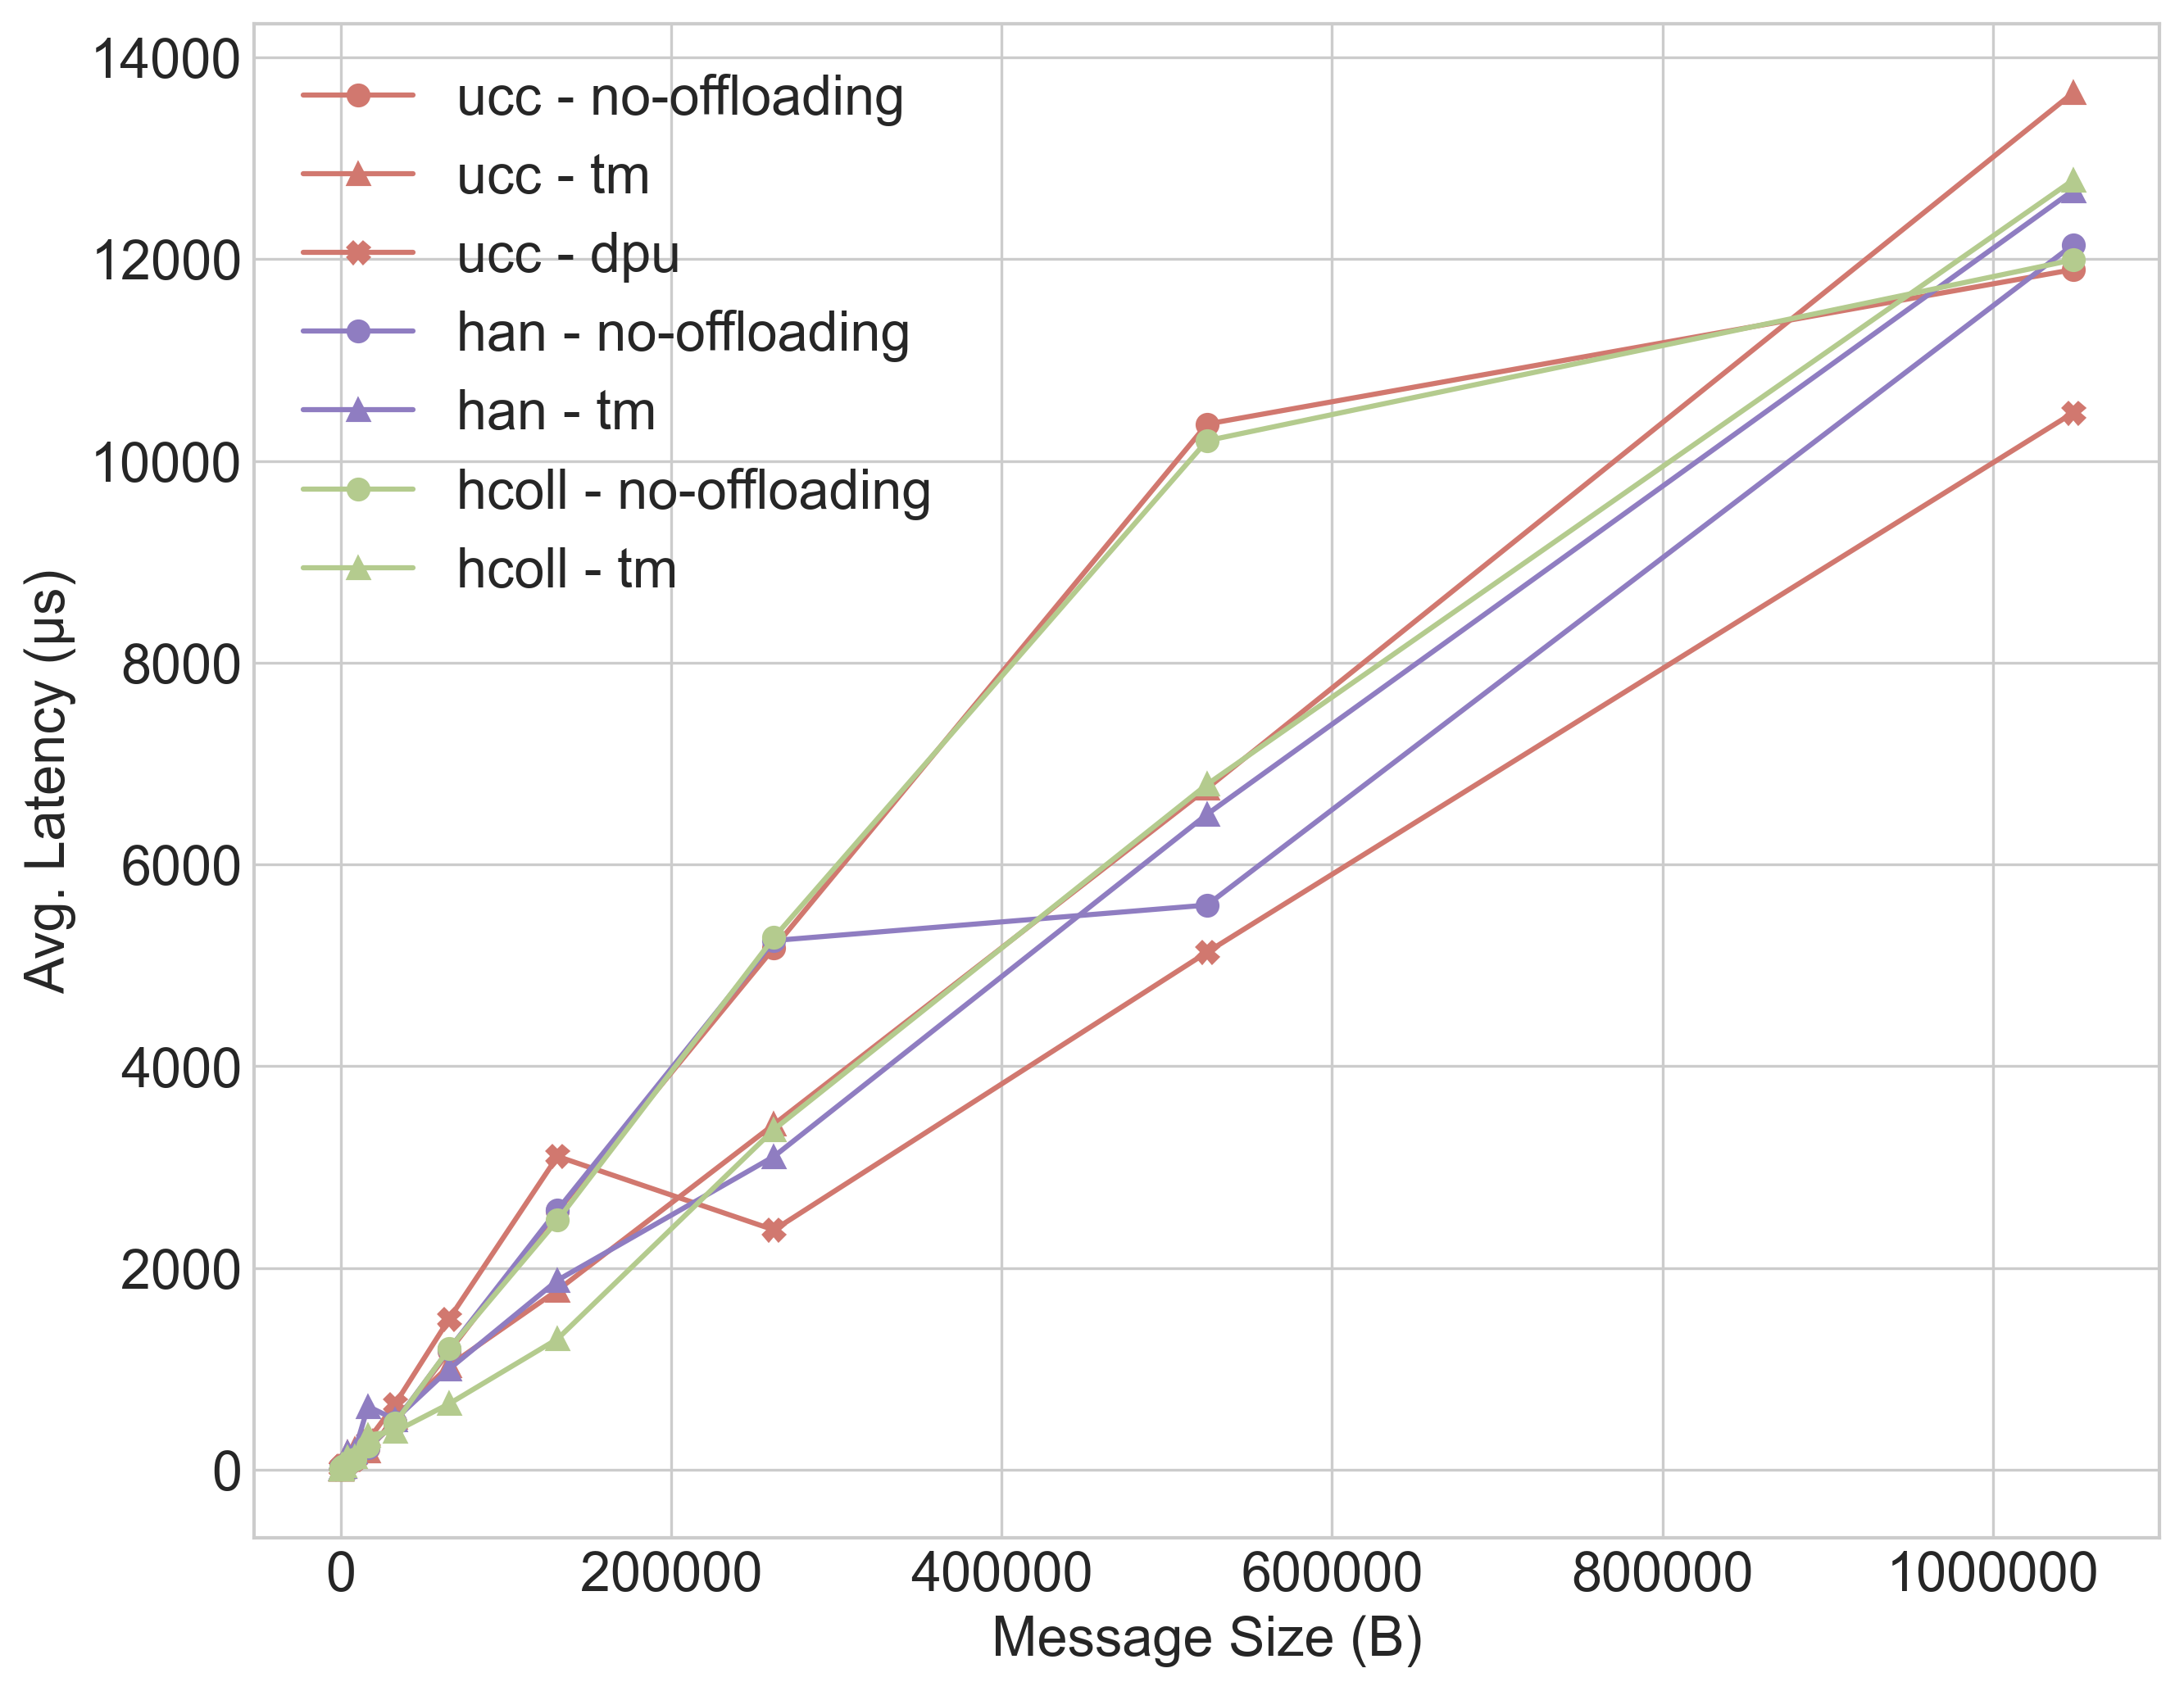 14000
12000
10000
8000
6000
4000
2000
0
Avg. Latency (µs)
ucc - no-offloading
ucc - tm
ucc - dpu
han - no-offloading
han - tm
hcoll - no-offloading
hcoll - tm
0 200000 400000 600000 800000 1000000
Message Size (B)